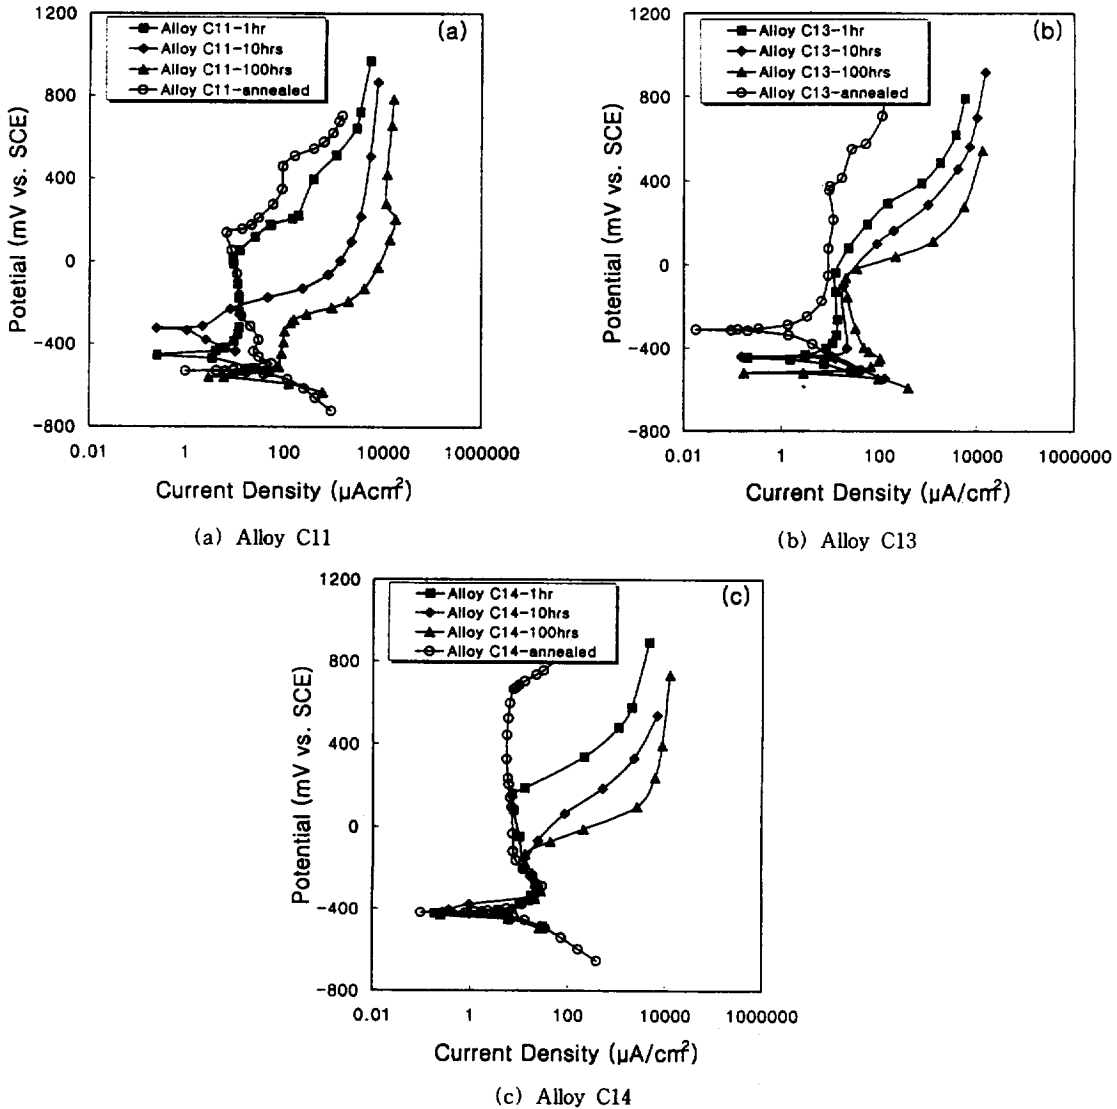 (a)
Alloy C11-1hr
Alloy C11-10hrs
Alloy C11-100hrs
Alloy C11-annealed
1200
800
400
0
-400
-800
Potetial (mV vs. SCE)
0.01
1
100
10000
1000000
Current Density (μAcm²)
(a) Alloy C11
(b)
Alloy C13-1hr
Alloy C13-10hrs
Alloy C13-100hrs
Alloy C13-annealed
1200
800
400
0
-400
-800
Potential (mV vs. SCE)
0.01
1
100
10000
1000000
Current Density (μA/cm²)
(b) Alloy C13
(c)
Alloy C14-1hr
Alloy C14-10hrs
Alloy C14-100hrs
Alloy C14-annealed
1200
800
400
0
-400
-800
Potential (mV vs. SCE)
0.01
1
100
10000
1000000
Current Density (μA/cm²)
(c) Alloy C14